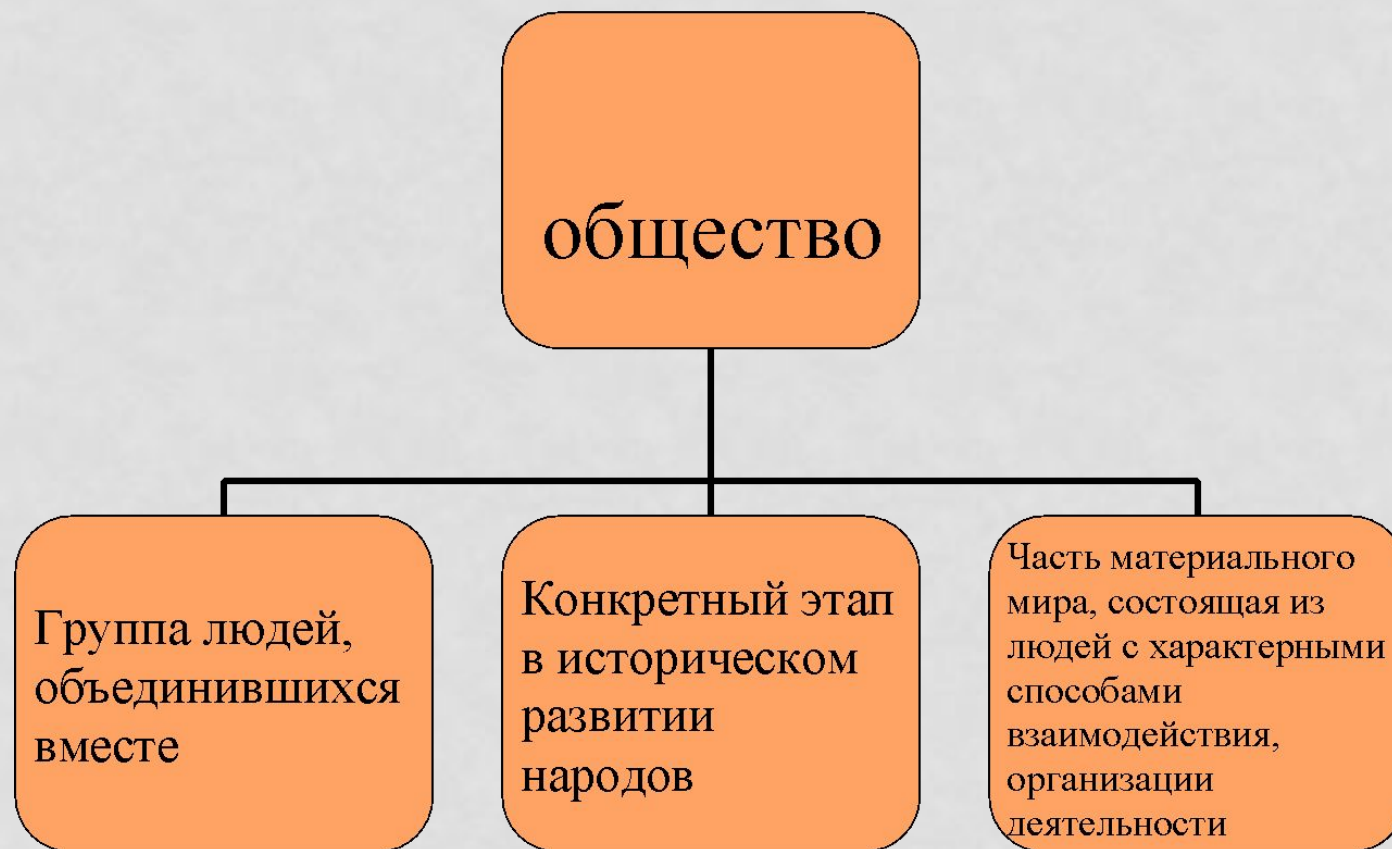 общество
Группа людей,
объединившихся
вместе
Конкретный этап
в историческом
развитии
народов
Часть материального
мира, состоящая из
людей с характерными
способами
взаимодействия,
организации
деятельности